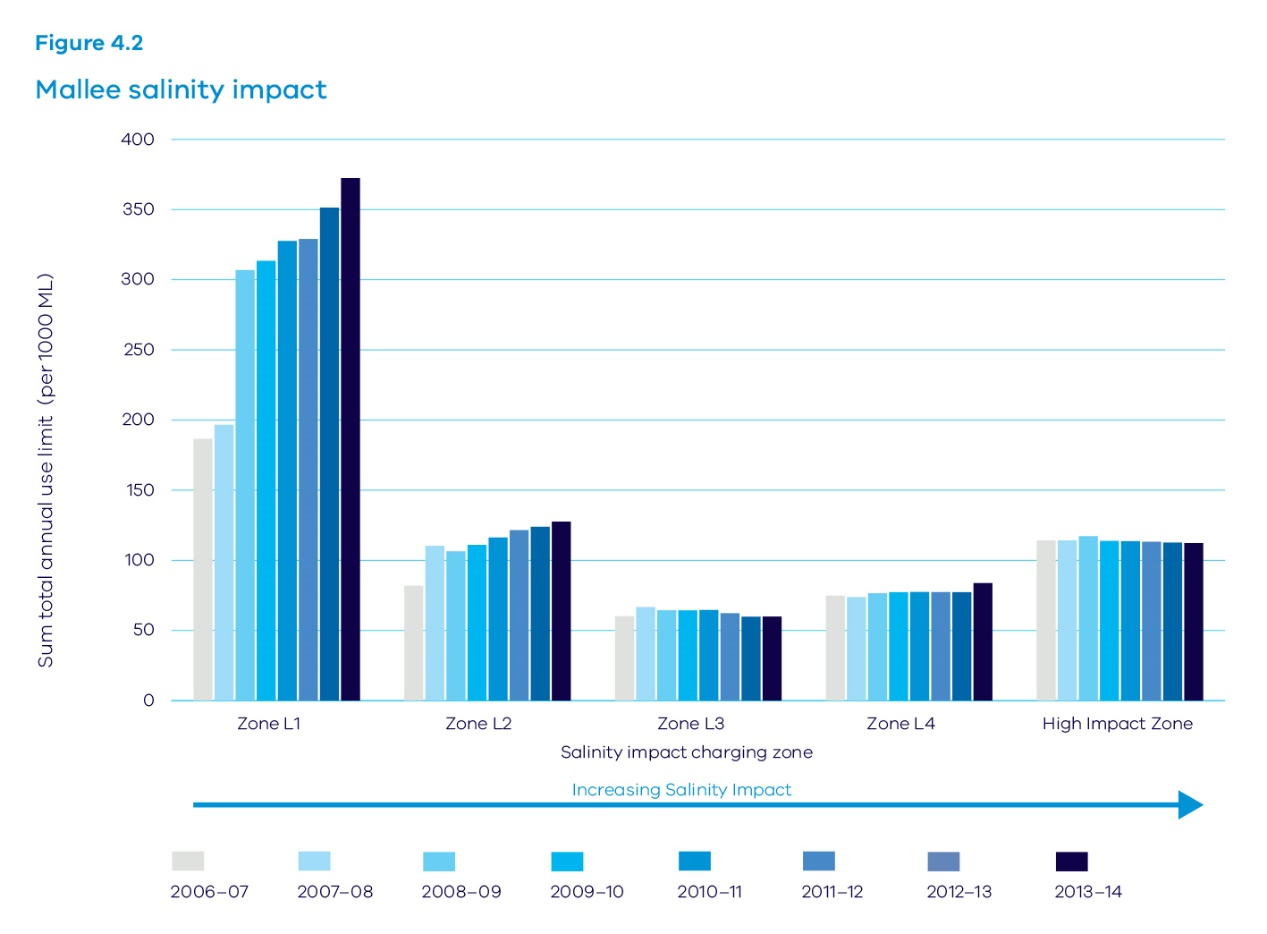 Figure 4.2
Mallee salinity impact
Sum total annual use limit (per 1000 ML)
400
350
300
250
200
150
100
50
0
Zone L1 Zone L2 Zone L3 Zone L4 High Impact Zone
Salinity impact charging zone
Increasing Salinity Impact
2006–07 2007–08 2008–09 2009–10 2010–11 2011–12 2012–13 2013–14